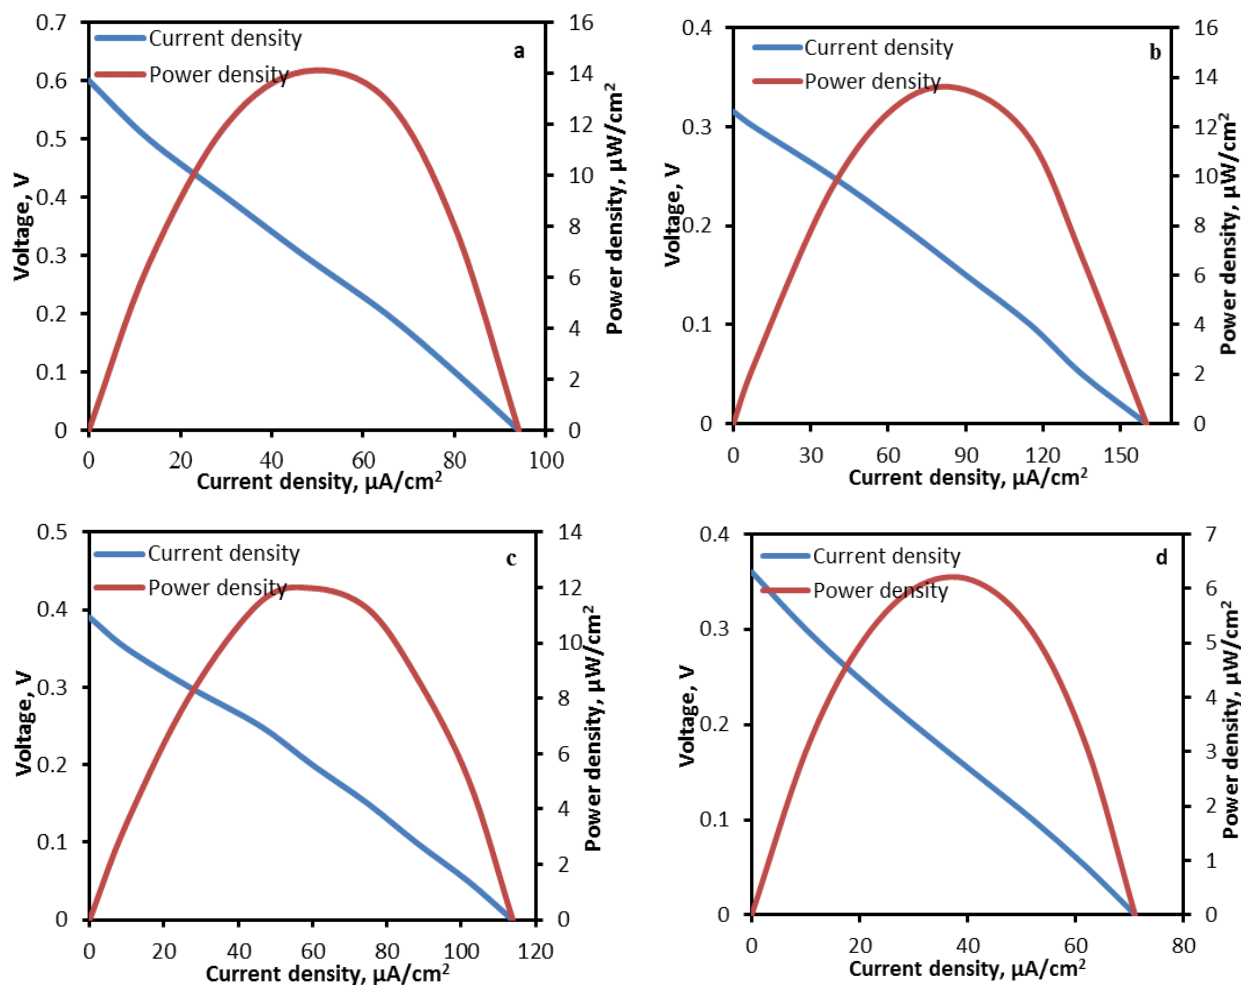 0.7
0.6
0.5
0.4
0.3
0.2
0.1
0
Voltage, V
Current density
Power density
a
16
14
12
10
8
6
4
2
0
Power density, µW/cm²
0 20 40 60 80 100
Current density, µA/cm²
0.4
0.3
0.2
0.1
0
Voltage, V
Current density
Power density
b
16
14
12
10
8
6
4
2
0
Power density, µW/cm²
0 30 60 90 120 150
Current density, µA/cm²
0.5
0.4
0.3
0.2
0.1
0
Voltage, V
Current density
Power density
c
14
12
10
8
6
4
2
0
Power density, µW/cm²
0 20 40 60 80 100 120
Current density, µA/cm²
0.4
0.3
0.2
0.1
0
Voltage, V
Current density
Power density
d
7
6
5
4
3
2
1
0
Power density, µW/cm²
0 20 40 60 80
Current density, µA/cm²